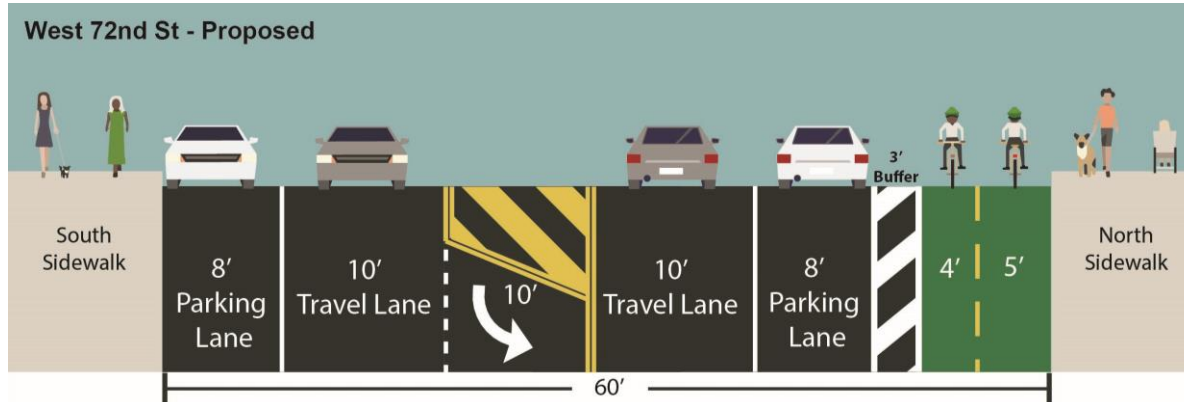 West 72nd St - Proposed
South
Sidewalk
8'
Parking
Lane
10'
Travel Lane
10'
10'
Travel Lane
8'
Parking
Lane
3'
Buffer
4'
5'
North
Sidewalk
60'